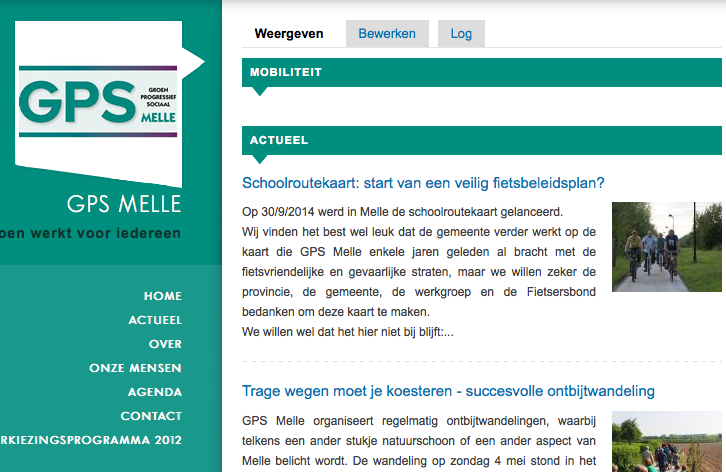 GPS
GROEN
PROGRESSIEF
SOCIAAL
MELLE
GPS MELLE
oen werkt voor iedereen
HOME
ACTUEEL
OVER
ONZE MENSEN
AGENDA
CONTACT
RKIEZINGSPROGRAMMA 2012
Weergeven Bewerken Log
MOBILITEIT
ACTUEEL
Schoolroutekaart: start van een veilig fietsbeleidsplan?
Op 30/9/2014 werd in Melle de schoolroutekaart gelanceerd.
Wij vinden het best wel leuk dat de gemeente verder werkt op de
kaart die GPS Melle enkele jaren geleden al bracht met de
fietsvriendelijke en gevaarlijke straten, maar we willen zeker de
provincie, de gemeente, de werkgroep en de Fietsersbond
bedanken om deze kaart te maken.
We willen wel dat het hier niet bij blijft:...
Trage wegen moet je koesteren - succesvolle ontbijtwandeling
GPS Melle organiseert regelmatig ontbijtwandelingen, waarbij
telkens een ander stukje natuurschoon of een ander aspect van
Melle belicht wordt. De wandeling op zondag 4 mei stond in het